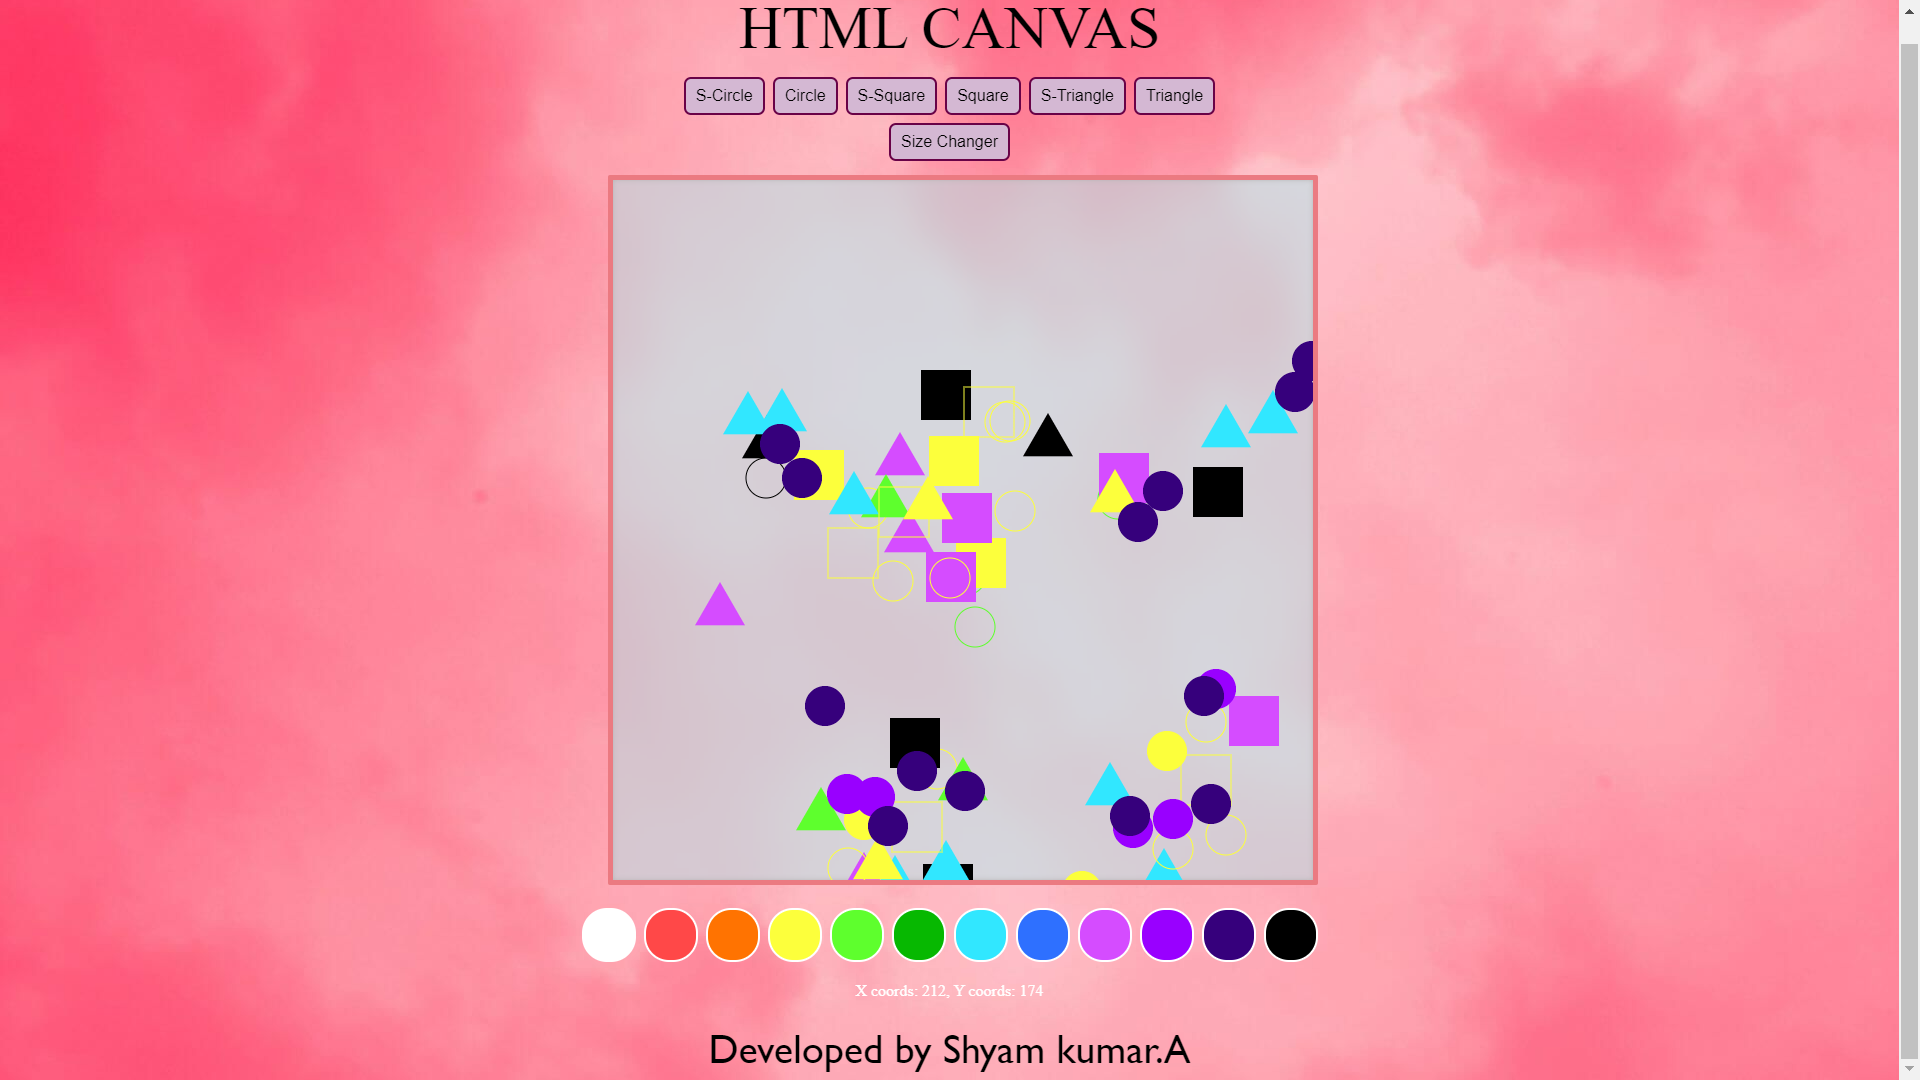 HTML CANVAS
S-Circle Circle S-Square Square S-Triangle Triangle
Size Changer
X coords: 212, Y coords: 174
Developed by Shyam kumar.A